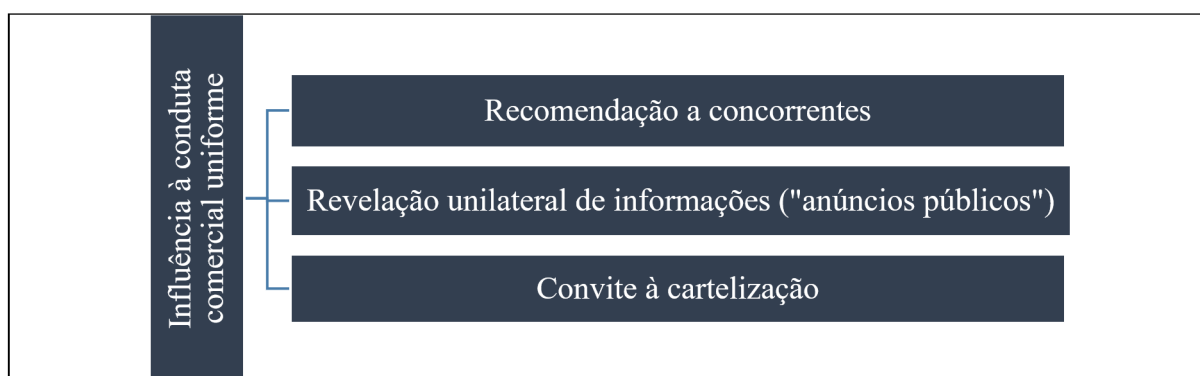 Influência à conduta
comercial uniforme
Recomendação a concorrentes
Revelação unilateral de informações ("anúncios públicos")
Convite à cartelização